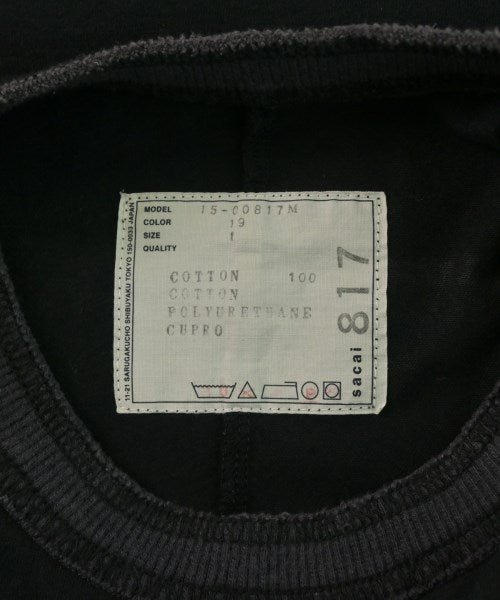 MODEL 15-00817M
COLOR 19
SIZE 1
QUALITY
COTTON 100
COTTON
POLYURETHANE
CUPRO
sacai 817
11-21 SARUGAKUCHO SHIBUYAKU TOKYO 150-0033 JAPAN